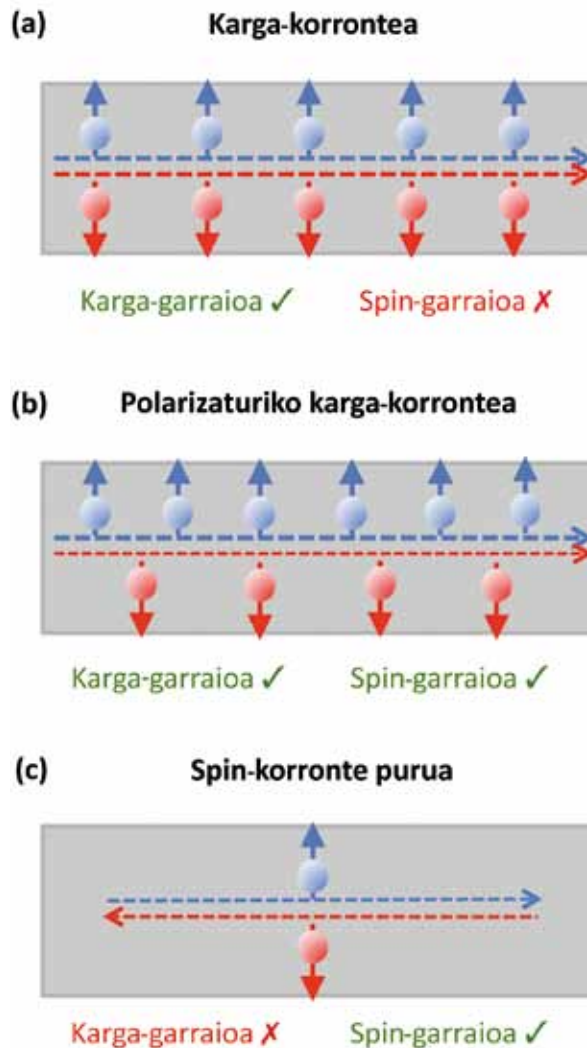 (a) Karga-korrontea
Karga-garraioa ✓ Spin-garraioa ✗
(b) Polarizaturiko karga-korrontea
Karga-garraioa ✓ Spin-garraioa ✓
(c) Spin-korronte purua
Karga-garraioa ✗ Spin-garraioa ✓